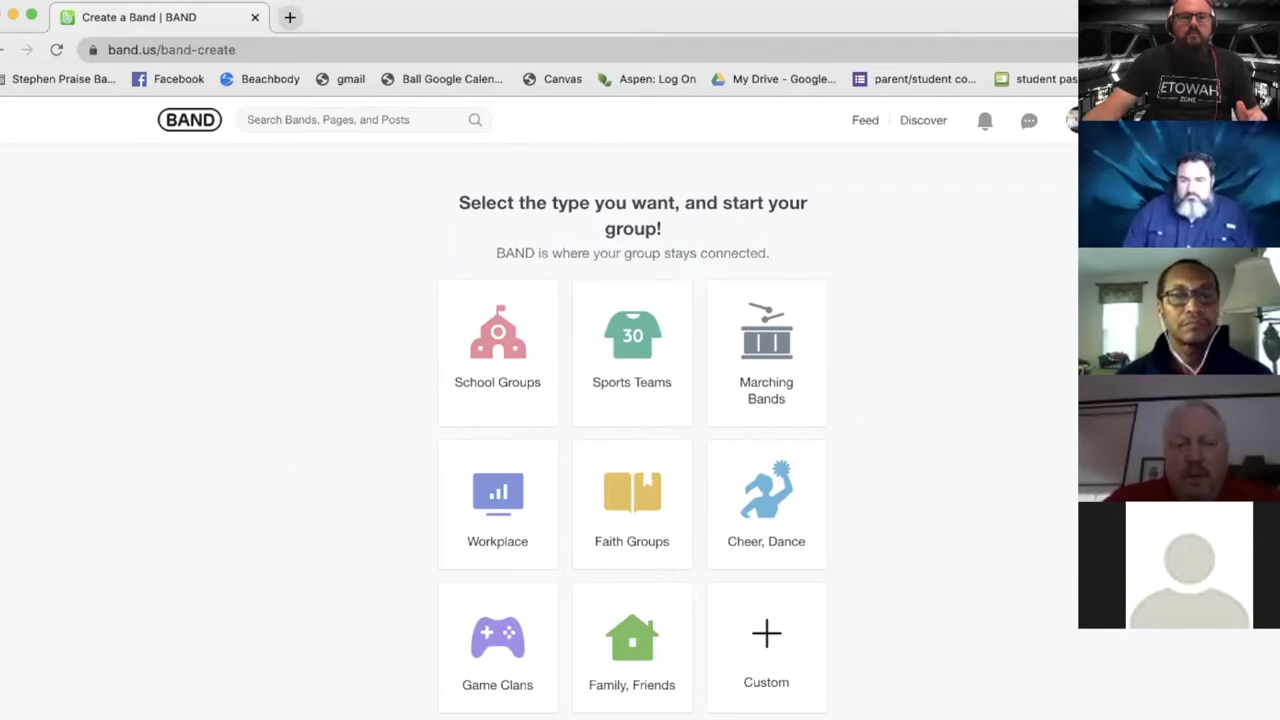 Create a Band | BAND
band.us/band-create
Stephen Praise Ba... Facebook Beachbody gmail Ball Google Calen... Canvas Aspen: Log On My Drive - Google... parent/student co... student pas
BAND Search Bands, Pages, and Posts Feed Discover
Select the type you want, and start your
group!
BAND is where your group stays connected.
30
School Groups Sports Teams Marching
Bands
Workplace Faith Groups Cheer, Dance
Game Clans Family, Friends Custom
ETOWAH
ZONE